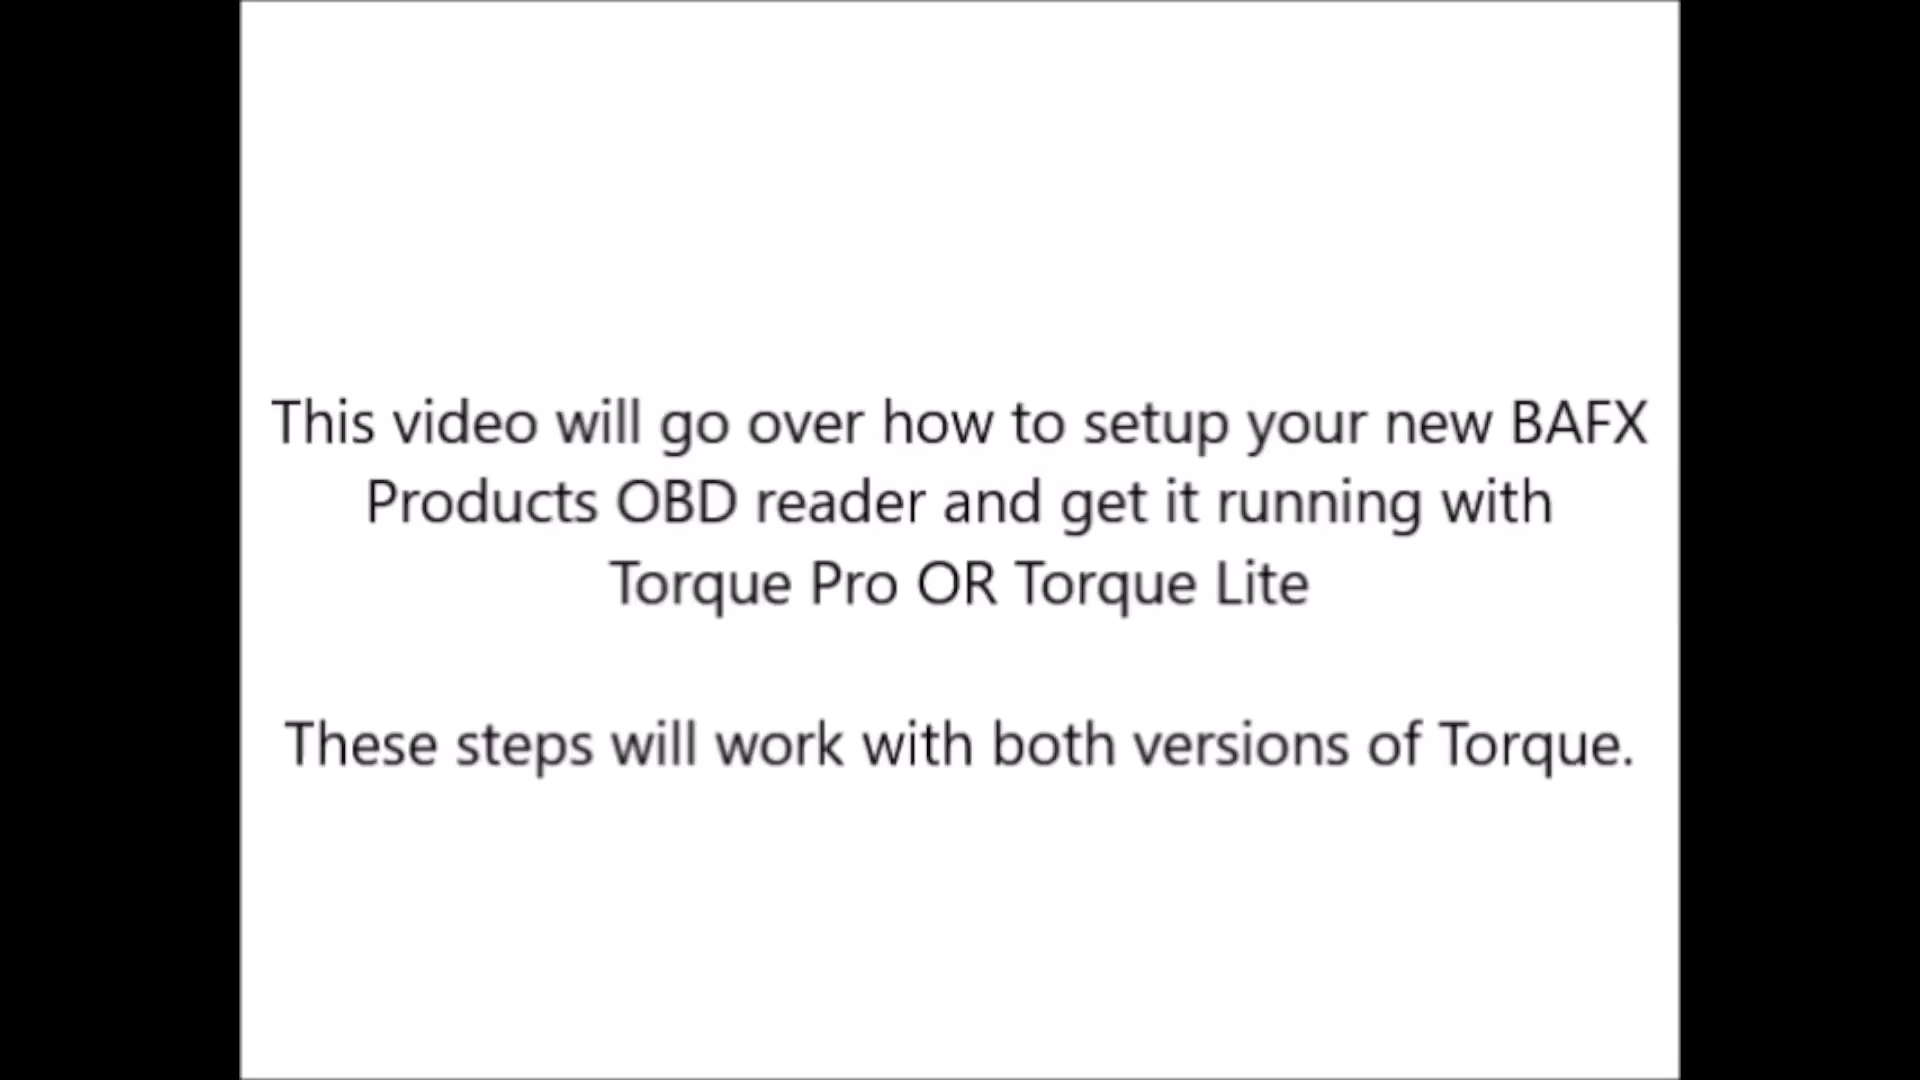 This video will go over how to setup your new BAFX
Products OBD reader and get it running with
Torque Pro OR Torque Lite
These steps will work with both versions of Torque.